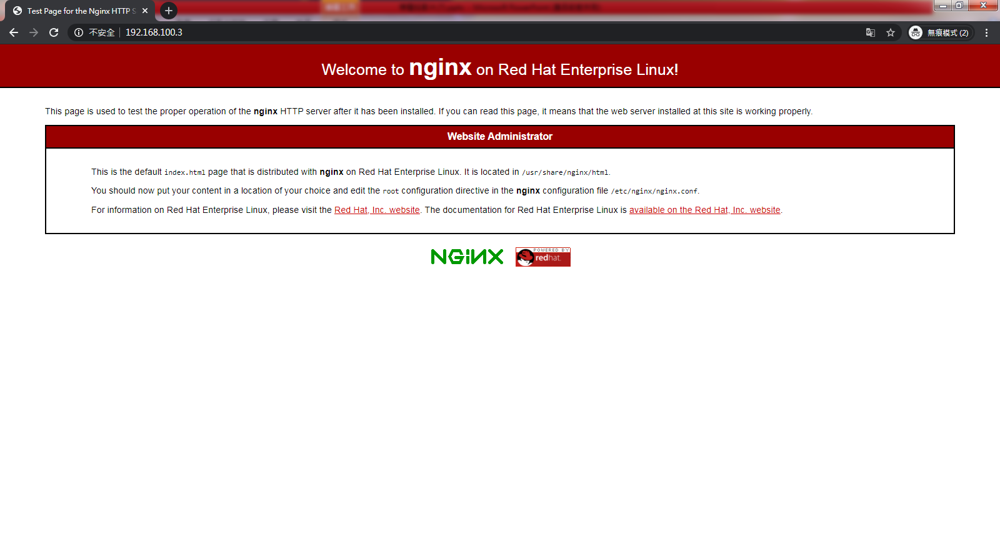 Test Page for the Nginx HTTP S
不安全 192.168.100.3
無痕模式 (2)
Welcome to nginx on Red Hat Enterprise Linux!
This page is used to test the proper operation of the nginx HTTP server after it has been installed. If you can read this page, it means that the web server installed at this site is working properly.
Website Administrator
This is the default index.html page that is distributed with nginx on Red Hat Enterprise Linux. It is located in /usr/share/nginx/html.
You should now put your content in a location of your choice and edit the root configuration directive in the nginx configuration file /etc/nginx/nginx.conf.
For information on Red Hat Enterprise Linux, please visit the Red Hat, Inc. website. The documentation for Red Hat Enterprise Linux is available on the Red Hat, Inc. website.
NGINX
POWERED BY
redhat.